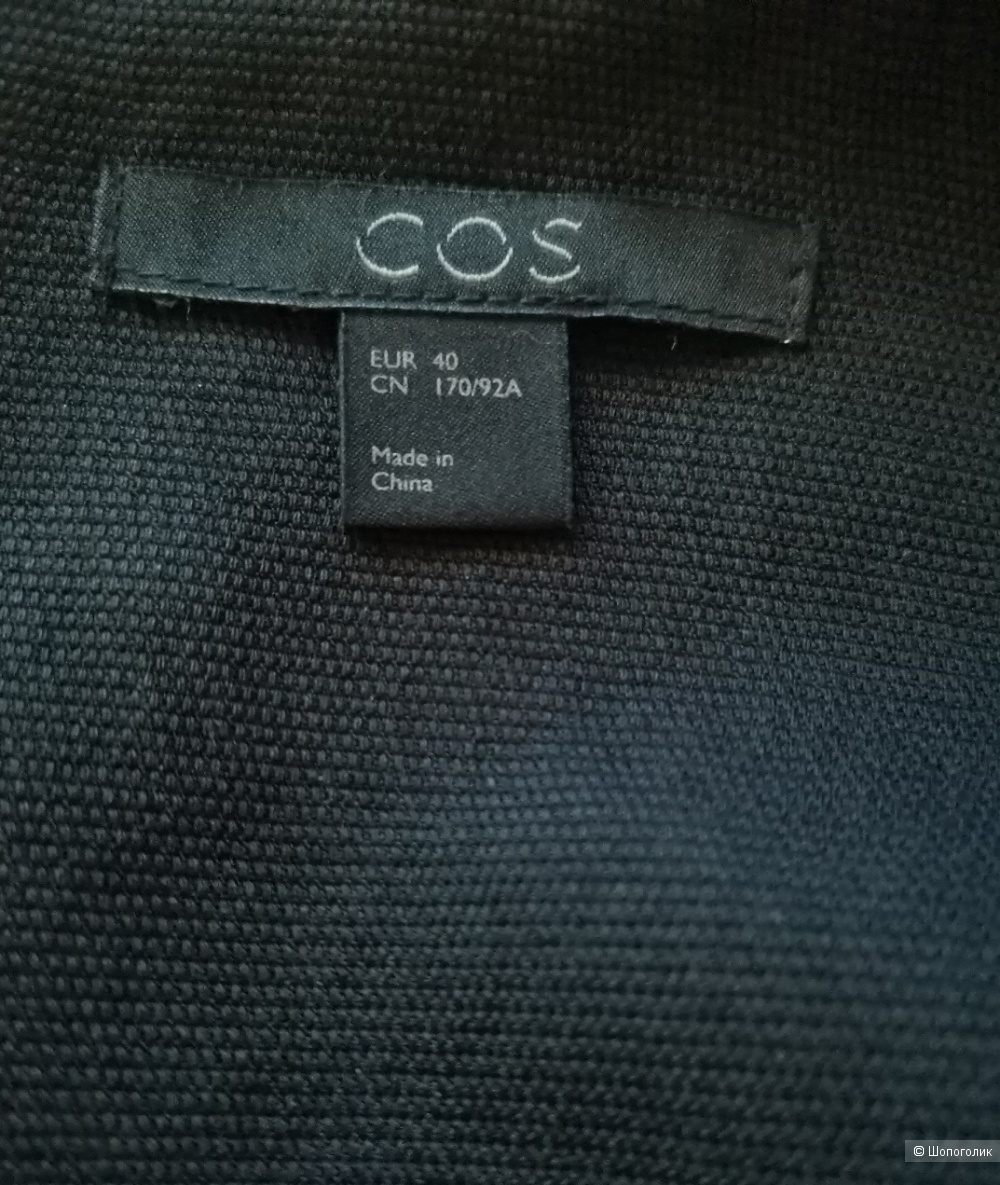 COS
EUR 40
CN 170/92A
Made in
China
© Шопоголик